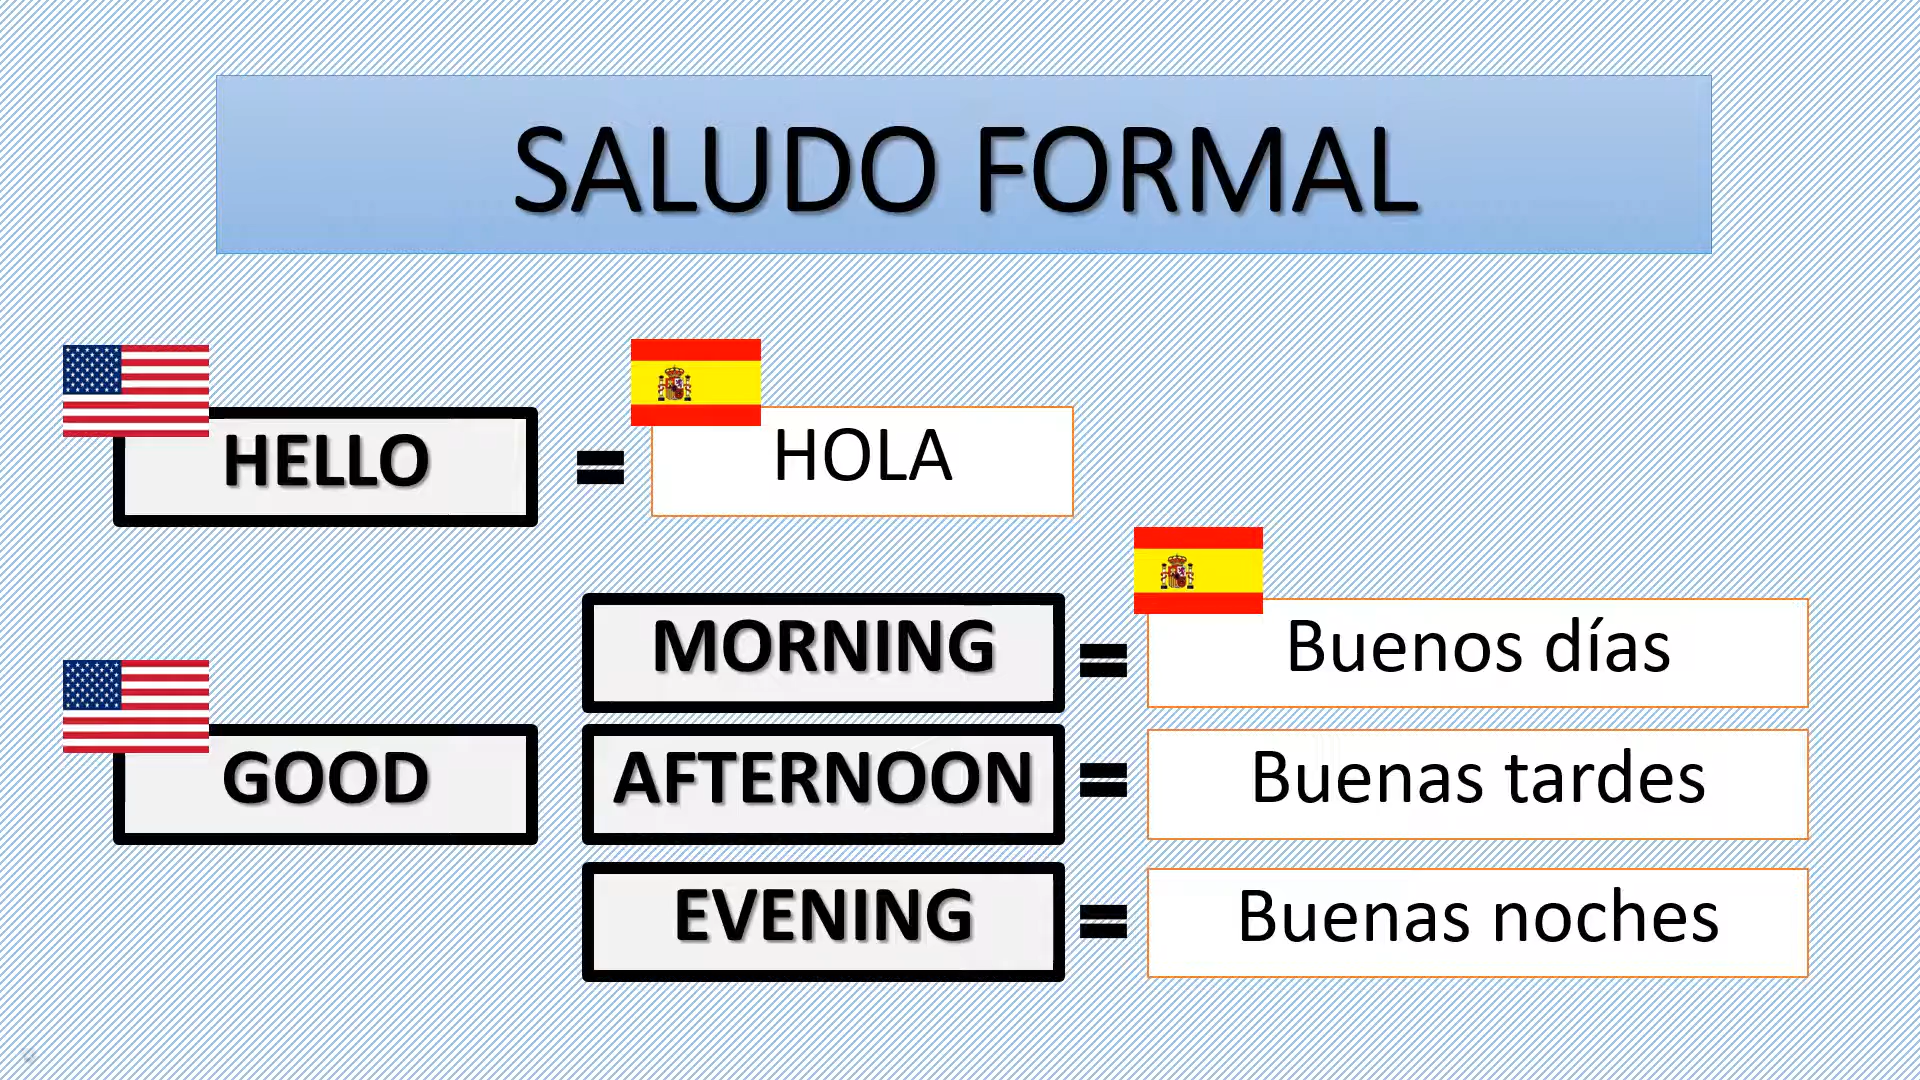 SALUDO FORMAL
HELLO = HOLA
MORNING = Buenos días
GOOD AFTERNOON = Buenas tardes
EVENING = Buenas noches